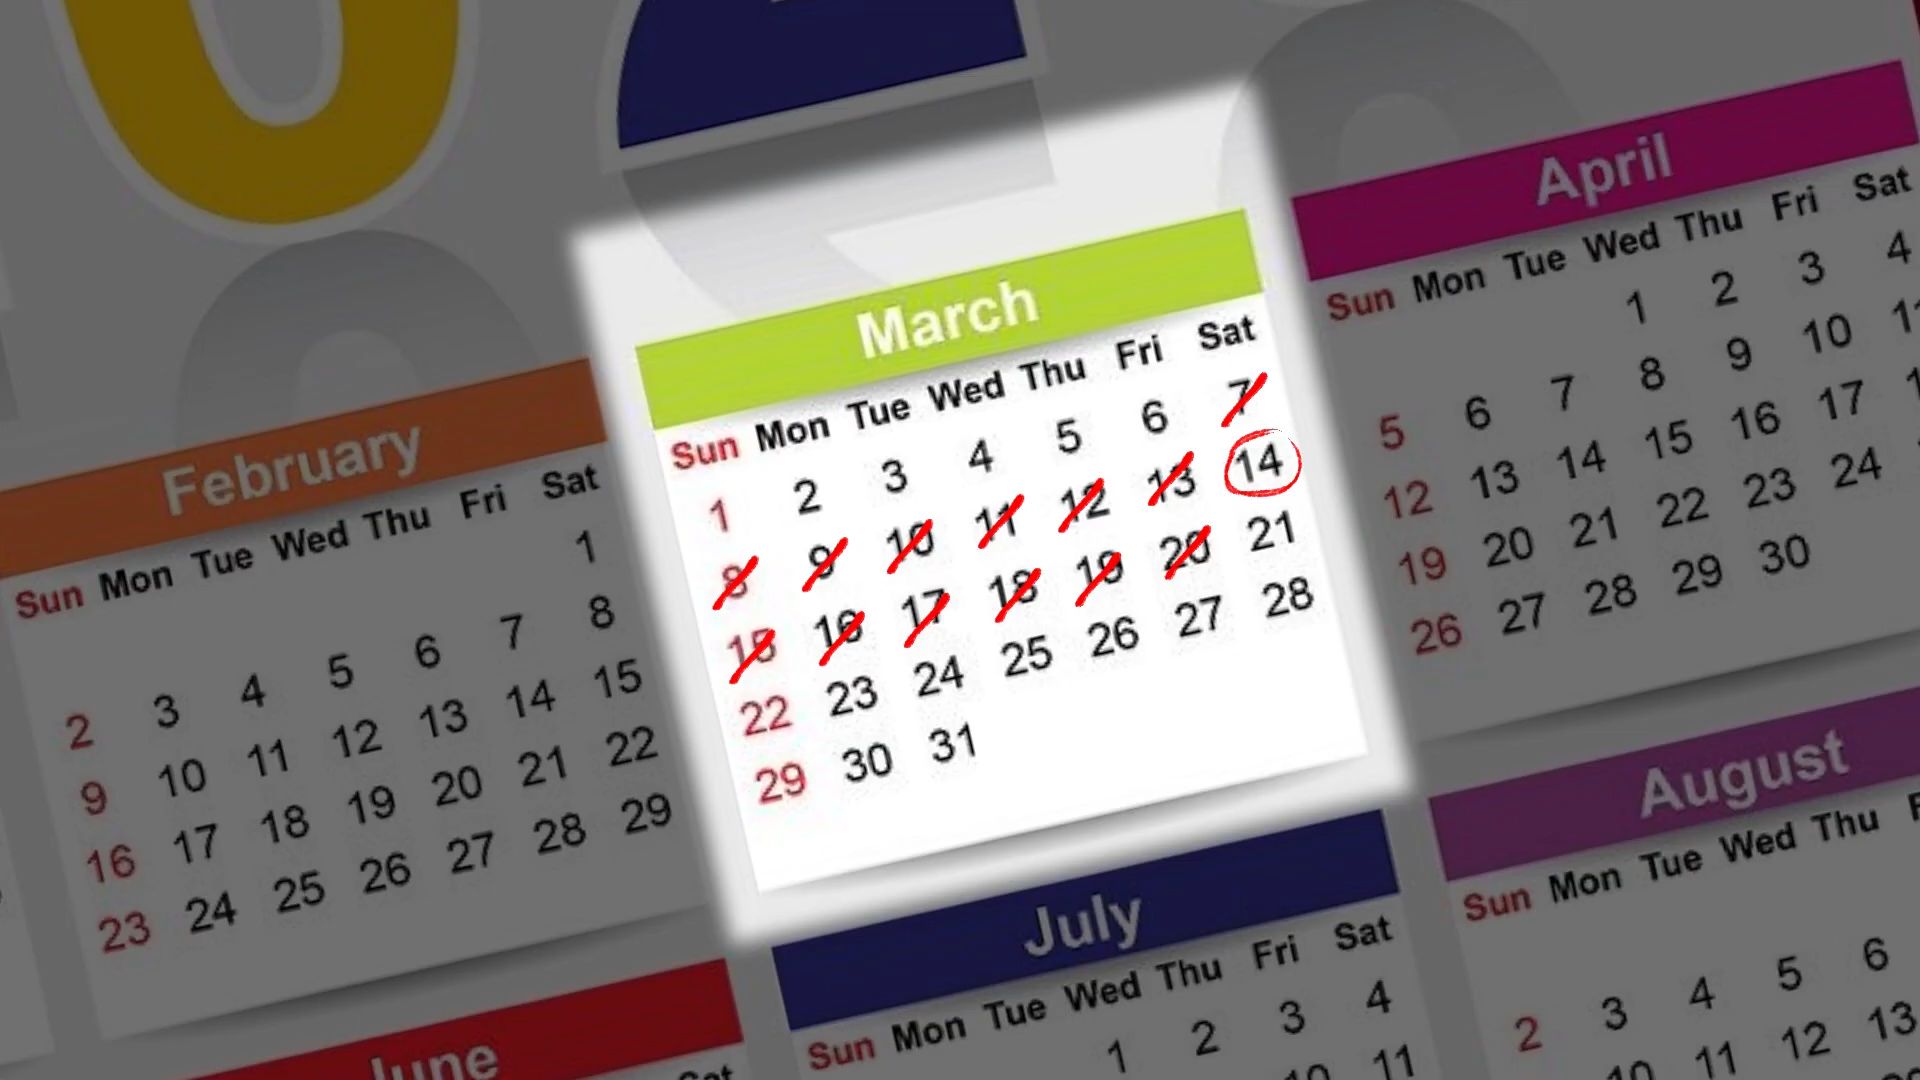 February
Sun Mon Tue Wed Thu Fri Sat
1
2 3 4 5 6 7 8
9 10 11 12 13 14 15
16 17 18 19 20 21 22
23 24 25 26 27 28 29
March
Sun Mon Tue Wed Thu Fri Sat
1 2 3 4 5 6 7
8 9 10 11 12 13 14
15 16 17 18 19 20 21
22 23 24 25 26 27 28
29 30 31
April
Sun Mon Tue Wed Thu Fri Sat
1 2 3 4
5 6 7 8 9 10 11
12 13 14 15 16 17
19 20 21 22 23 24
26 27 28 29 30
June
Sat
July
Sun Mon Tue Wed Thu Fri Sat
1 2 3 4
10 11
August
Sun Mon Tue Wed Thu
2 3 4 5 6
10 11 12 13